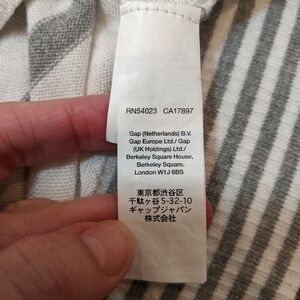 RN54023 CA17897
Gap (Netherlands) B.V.
Gap Europe Ltd./ Gap
(UK Holdings) Ltd./
Berkeley Square House,
Berkeley Square,
London W1J 6BS
東京都渋谷区
千駄ヶ谷5-32-10
ギャップジャパン
株式会社